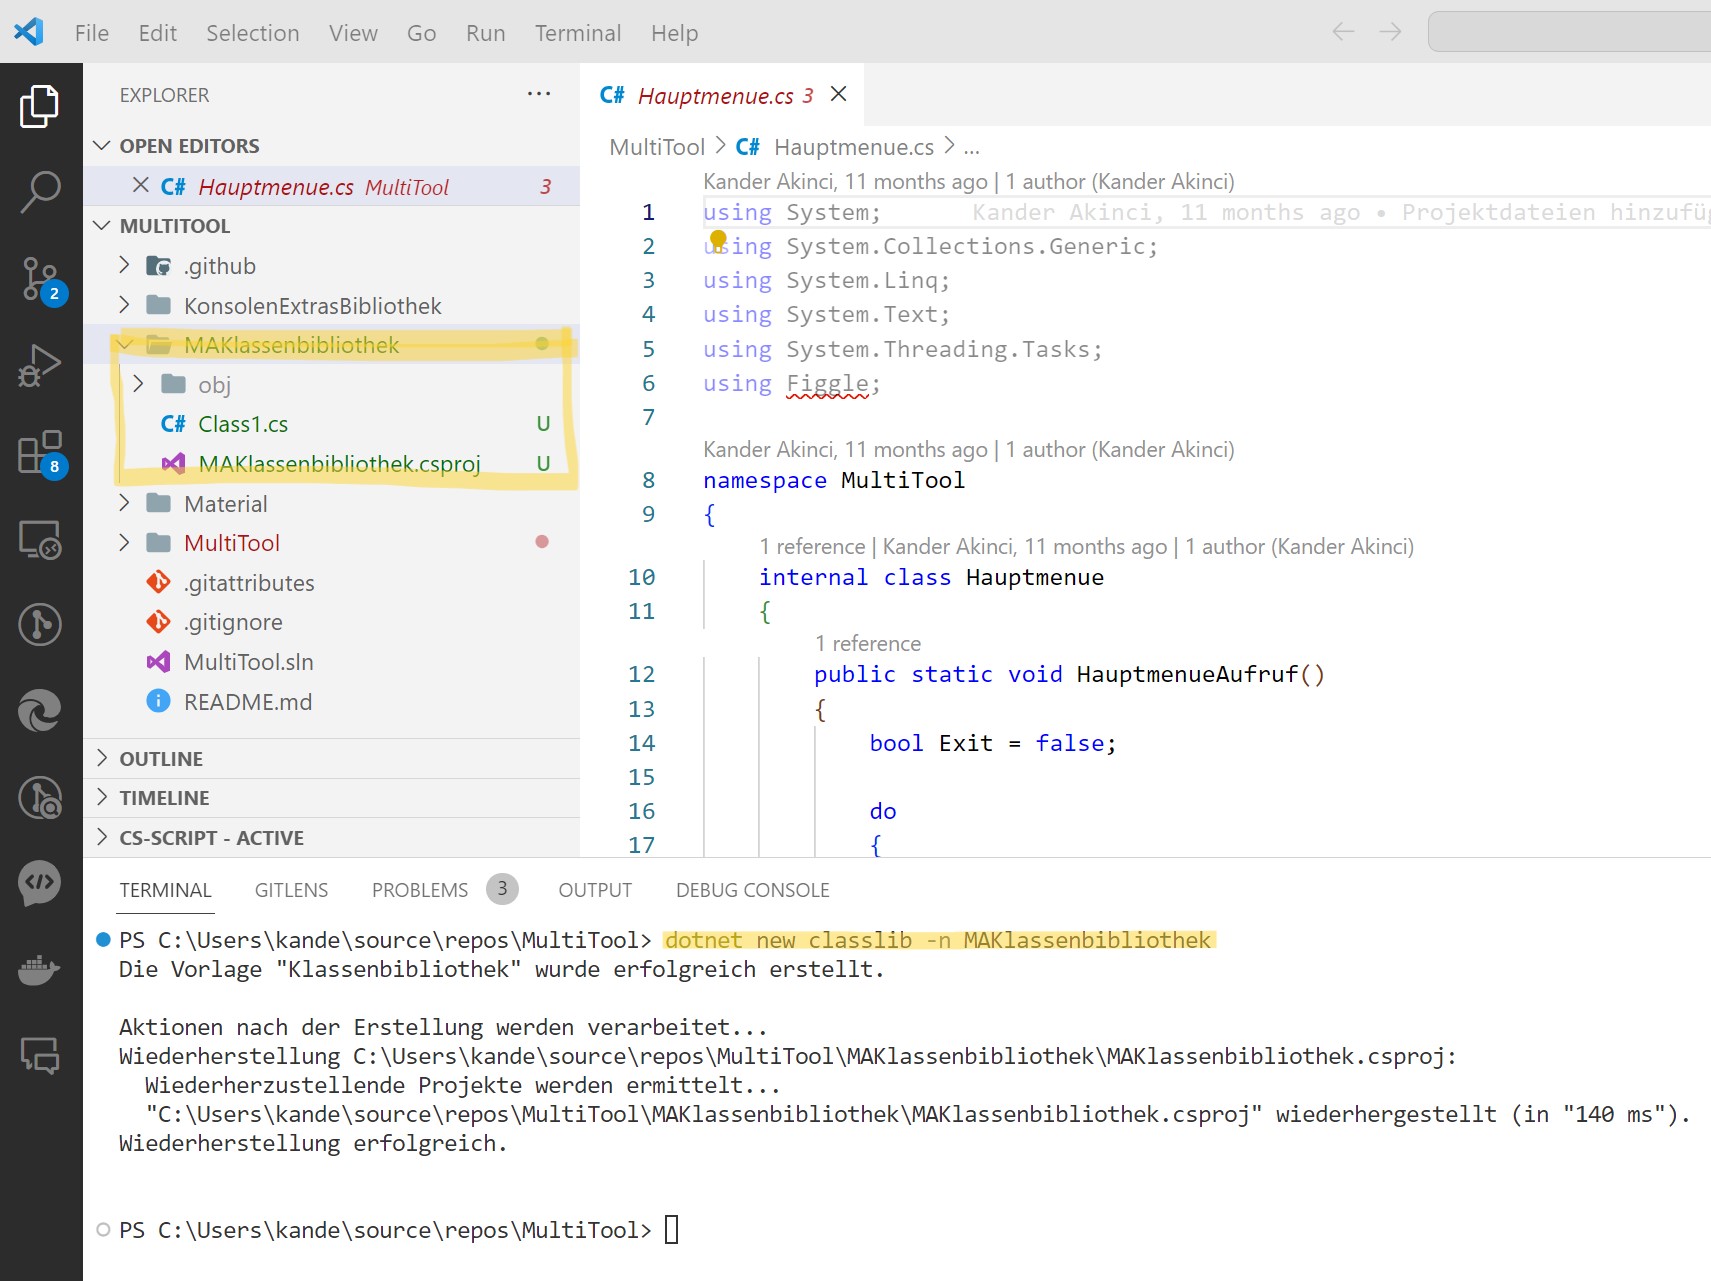 File Edit Selection View Go Run Terminal Help
EXPLORER ...
OPEN EDITORS
C# Hauptmenue.cs MultiTool 3
MULTITOOL
.github
KonsolenExtrasBibliothek
MAKlassenbibliothek
obj
C# Class1.cs U
MAKlassenbibliothek.csproj U
Material
MultiTool
.gitattributes
.gitignore
MultiTool.sln
README.md
OUTLINE
TIMELINE
CS-SCRIPT - ACTIVE
2
8
C# Hauptmenue.cs 3
MultiTool > C# Hauptmenue.cs > ...
Kander Akinci, 11 months ago | 1 author (Kander Akinci)
1 using System; Kander Akinci, 11 months ago • Projektdateien
2 using System.Collections.Generic;
3 using System.Linq;
4 using System.Text;
5 using System.Threading.Tasks;
6 using Figgle;
7
Kander Akinci, 11 months ago | 1 author (Kander Akinci)
8 namespace MultiTool
9 {
1 reference | Kander Akinci, 11 months ago | 1 author (Kander Akinci)
10 internal class Hauptmenue
11 {
1 reference
12 public static void HauptmenueAufruf()
13 {
14 bool Exit = false;
15
16 do
17 {
TERMINAL GITLENS PROBLEMS 3 OUTPUT DEBUG CONSOLE
PS C:\Users\kande\source\repos\MultiTool> dotnet new classlib -n MAKlassenbibliothek
Die Vorlage "Klassenbibliothek" wurde erfolgreich erstellt.
Aktionen nach der Erstellung werden verarbeitet...
Wiederherstellung C:\Users\kande\source\repos\MultiTool\MAKlassenbibliothek\MAKlassenbibliothek.csproj:
Wiederherzustellende Projekte werden ermittelt...
"C:\Users\kande\source\repos\MultiTool\MAKlassenbibliothek\MAKlassenbibliothek.csproj" wiederhergestellt (in "140 ms").
Wiederherstellung erfolgreich.
PS C:\Users\kande\source\repos\MultiTool>